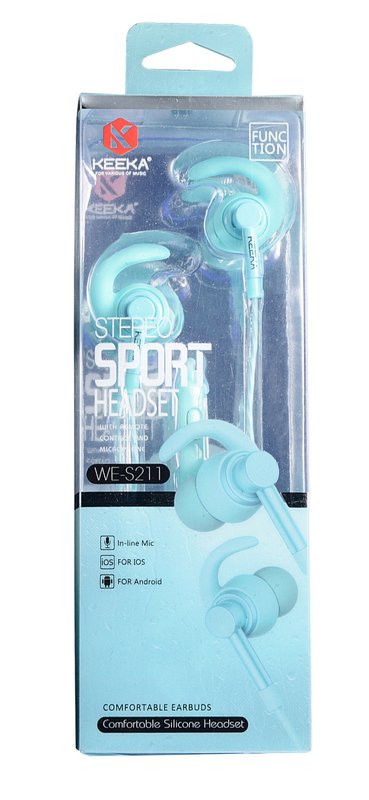 KEEKA®
FOR VARIOUS OF MUSIC
FUNC
TION
KEEKA
KEEKA
STEREO
SPORT
HEADSET
WITH REMOTE
CONTROL AND
MICROPHONE
WE-S211
In-line Mic
iOS FOR IOS
FOR Android
COMFORTABLE EARBUDS
Comfortable Silicone Headset